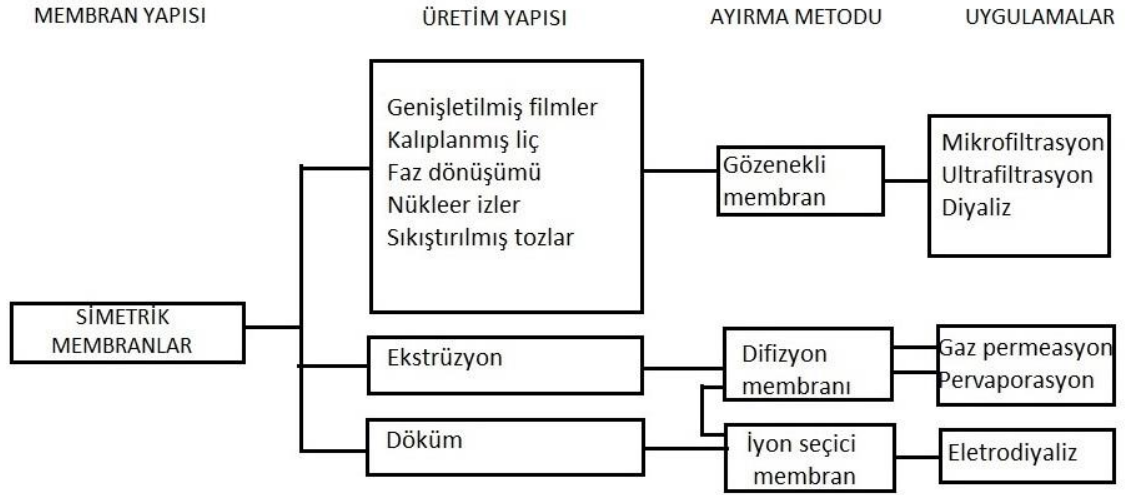 MEMBRAN YAPISI
ÜRETİM YAPISI
AYIRMA METODU
UYGULAMALAR
Genişletilmiş filmler
Kalıplanmış liç
Faz dönüşümü
Nükleer izler
Sıkıştırılmış tozlar
Gözenekli
membran
Mikrofiltrasyon
Ultrafiltrasyon
Diyaliz
SİMETRİK
MEMBRANLAR
Ekstrüzyon
Difizyon
membranı
Gaz permeasyon
Pervaporasyon
Döküm
İyon seçici
membran
Eletrodiyaliz